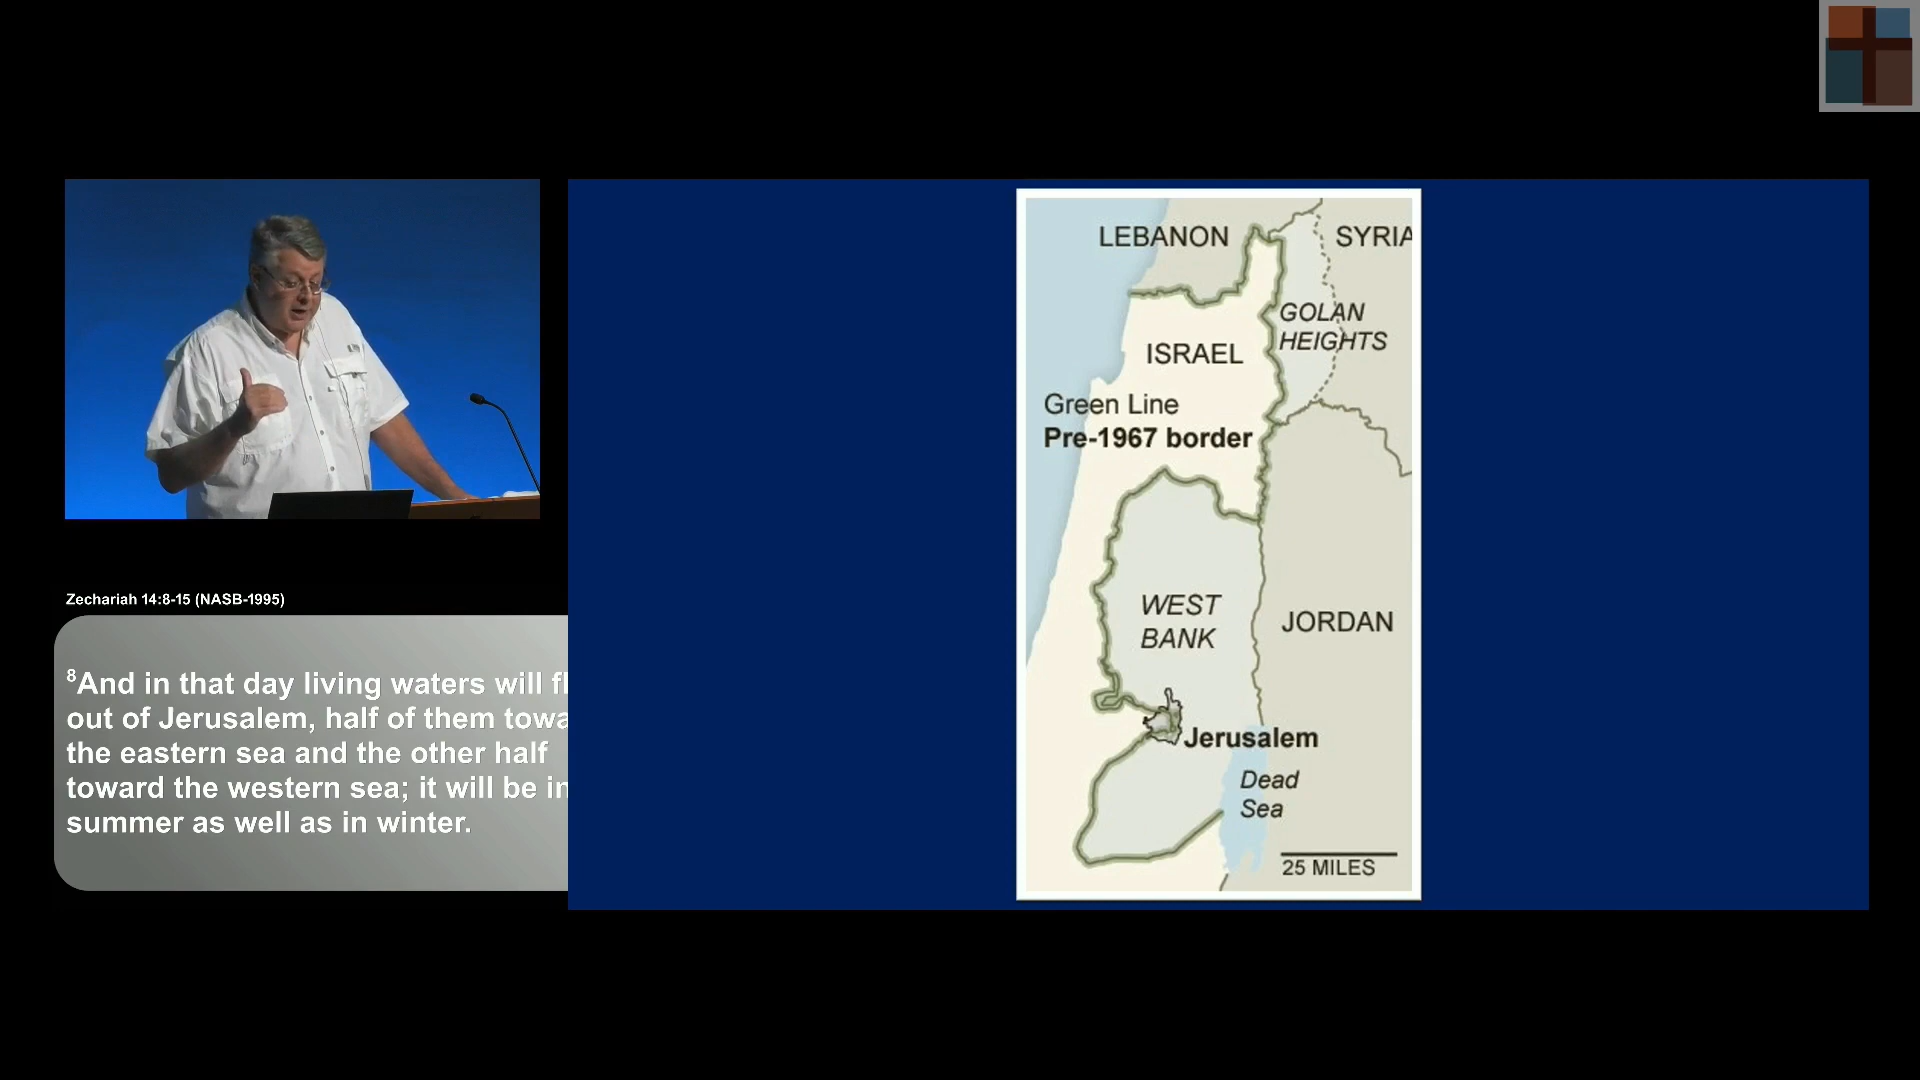 Zechariah 14:8-15 (NASB-1995)
8And in that day living waters will
out of Jerusalem, half of them
the eastern sea and the other half
toward the western sea; it will be in
summer as well as in winter.
LEBANON
SYRIA
GOLAN
HEIGHTS
ISRAEL
Green Line
Pre-1967 border
WEST
BANK
JORDAN
Jerusalem
Dead
Sea
25 MILES